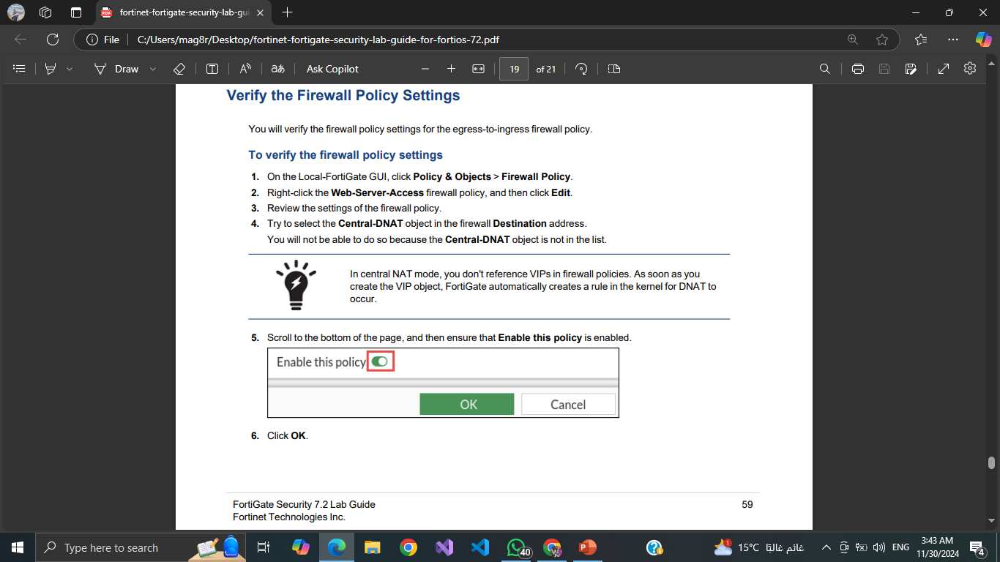 fortinet-fortigate-security-lab-gui
File
C:/Users/mag8r/Desktop/fortinet-fortigate-security-lab-guide-for-fortios-72.pdf
Draw
Ask Copilot
19 of 21
Verify the Firewall Policy Settings
You will verify the firewall policy settings for the egress-to-ingress firewall policy.
To verify the firewall policy settings
1. On the Local-FortiGate GUI, click Policy & Objects > Firewall Policy.
2. Right-click the Web-Server-Access firewall policy, and then click Edit.
3. Review the settings of the firewall policy.
4. Try to select the Central-DNAT object in the firewall Destination address.
You will not be able to do so because the Central-DNAT object is not in the list.
In central NAT mode, you don't reference VIPs in firewall policies. As soon as you
create the VIP object, FortiGate automatically creates a rule in the kernel for DNAT to
occur.
5. Scroll to the bottom of the page, and then ensure that Enable this policy is enabled.
Enable this policy
OK
Cancel
6. Click OK.
FortiGate Security 7.2 Lab Guide
59
Fortinet Technologies Inc.
Type here to search
40
15°C غائم غالبًا
ENG
3:43 AM
11/30/2024
4